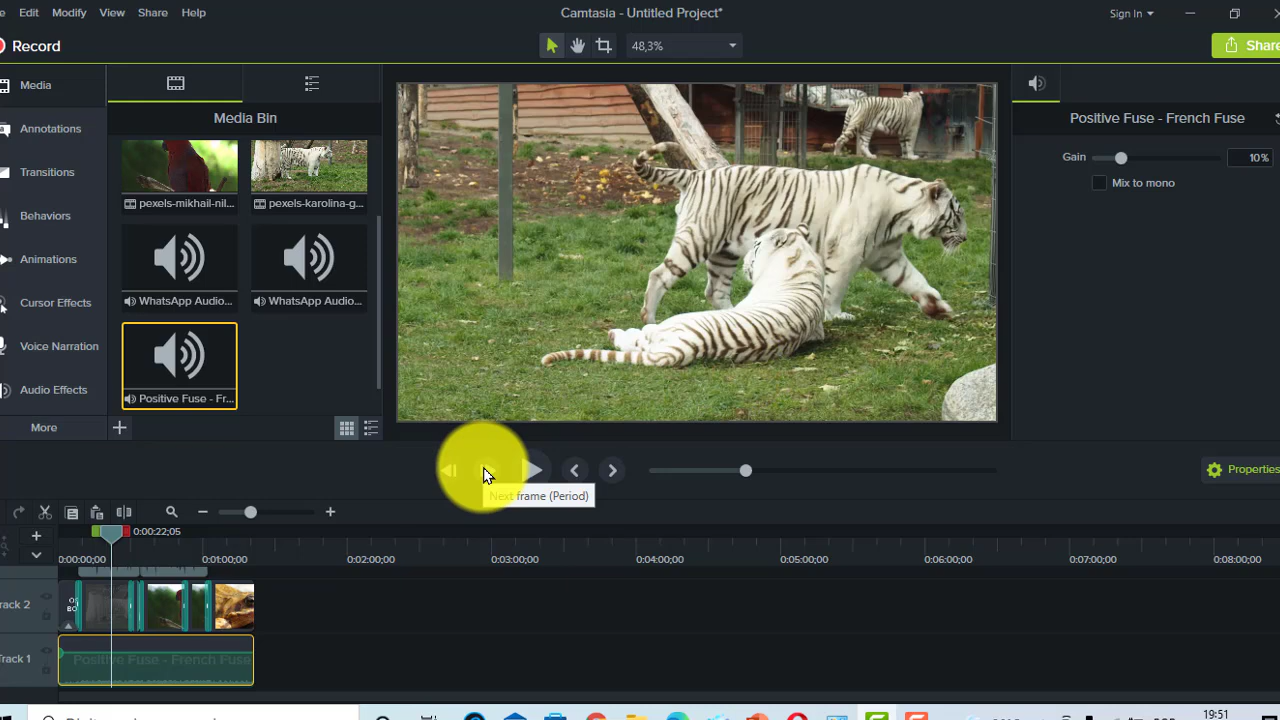 Edit Modify View Share Help
Camtasia - Untitled Project*
Sign In
Record
48,3%
Share
Media
Annotations
Transitions
Behaviors
Animations
Cursor Effects
Voice Narration
Audio Effects
More
Media Bin
pexels-mikhail-nil...
pexels-karolina-g...
WhatsApp Audio...
WhatsApp Audio...
Positive Fuse - Fr...
Positive Fuse - French Fuse
Gain
10%
Mix to mono
Next frame (Period)
Properties
0:00:22;05
0:00:00;00
0:01:00;00
0:02:00;00
0:03:00;00
0:04:00;00
0:05:00;00
0:06:00;00
0:07:00;00
0:08:00;00
Track 2
Track 1
Positive Fuse - French Fuse
19:51